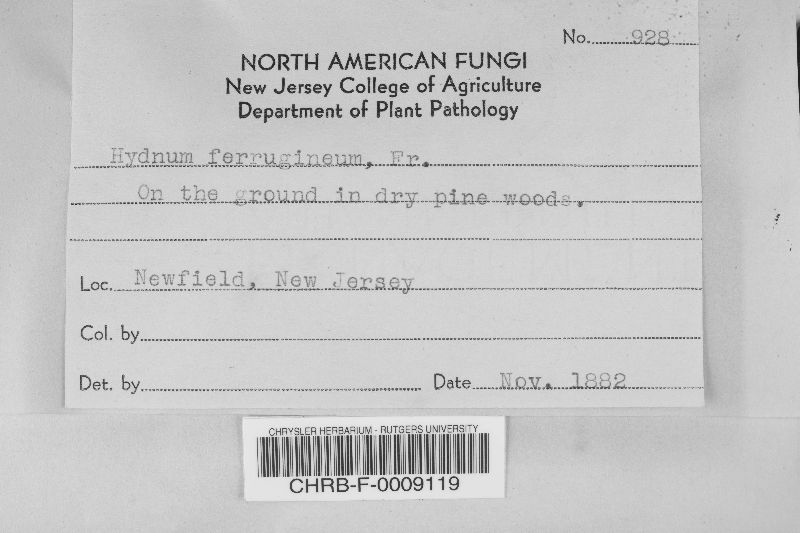 No. 928
NORTH AMERICAN FUNGI
New Jersey College of Agriculture
Department of Plant Pathology
Hydnum ferrugineum, Fr.
On the ground in dry pine woods.
Loc. Newfield, New Jersey
Col. by
Det. by Date Nov. 1882
CHRYSLER HERBARIUM - RUTGERS UNIVERSITY
CHRB-F-0009119